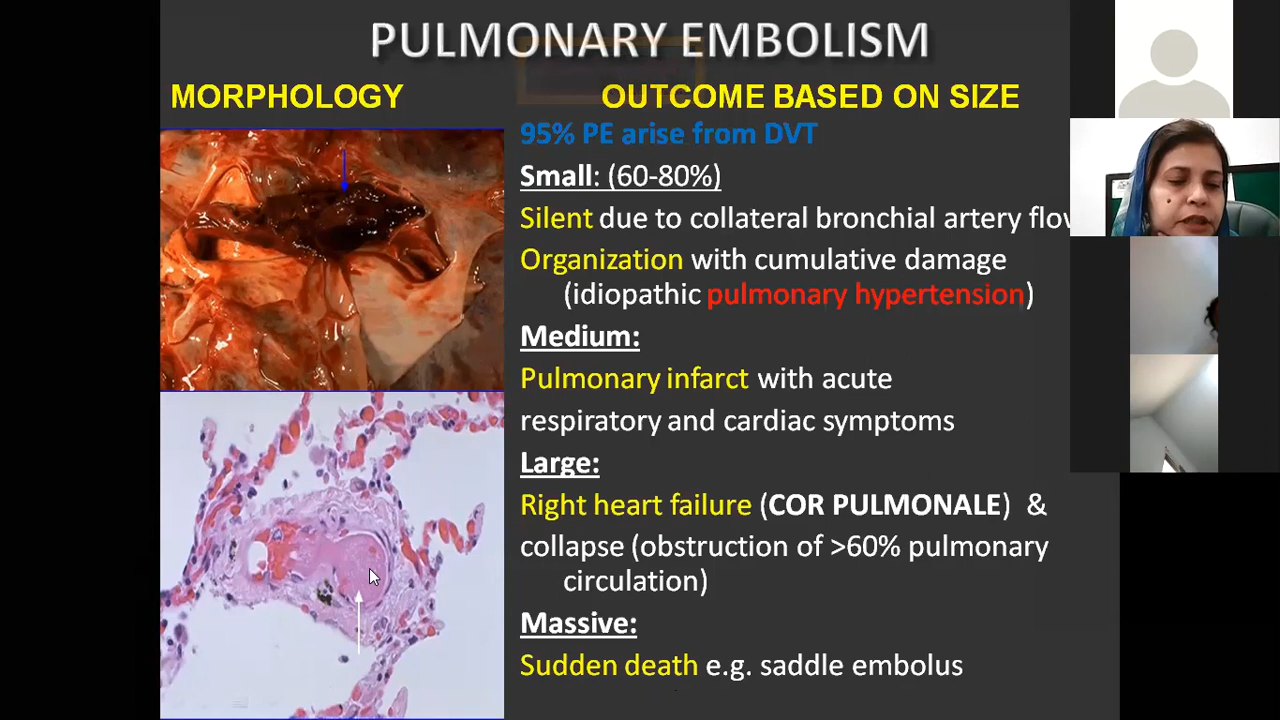 PULMONARY EMBOLISM
MORPHOLOGY
OUTCOME BASED ON SIZE
95% PE arise from DVT
Small: (60-80%)
Silent due to collateral bronchial artery flow
Organization with cumulative damage
(idiopathic pulmonary hypertension)
Medium:
Pulmonary infarct with acute
respiratory and cardiac symptoms
Large:
Right heart failure (COR PULMONALE) &
collapse (obstruction of >60% pulmonary
circulation)
Massive:
Sudden death e.g. saddle embolus